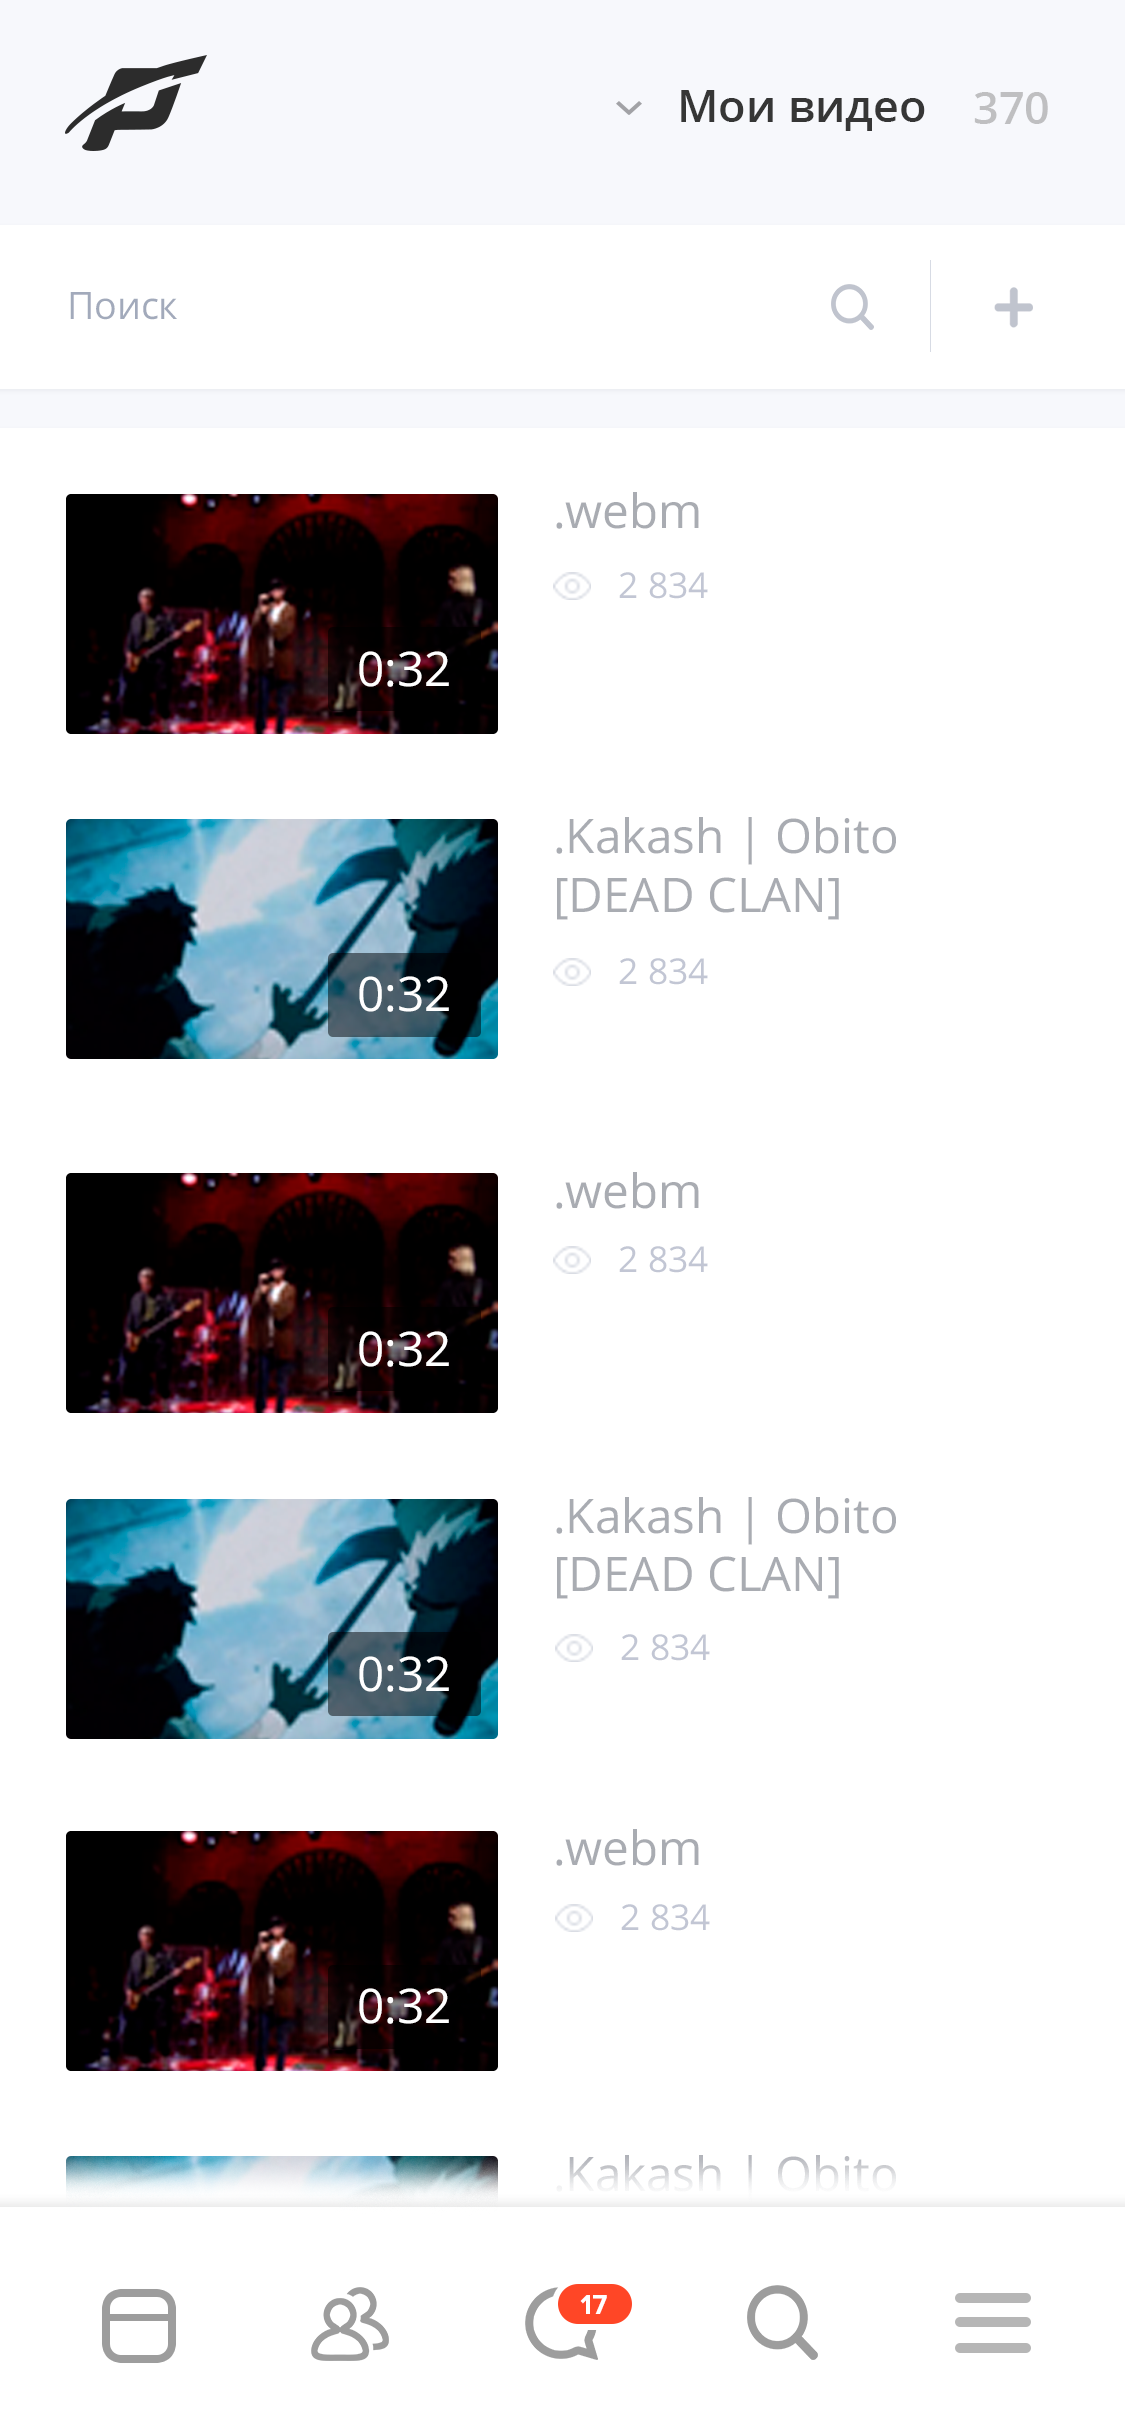 Мои видео 370
Поиск
.webm
2 834
0:32
.Kakash | Obito
[DEAD CLAN]
2 834
0:32
.webm
2 834
0:32
.Kakash | Obito
[DEAD CLAN]
2 834
0:32
.webm
2 834
0:32
.Kakash | Obito
17